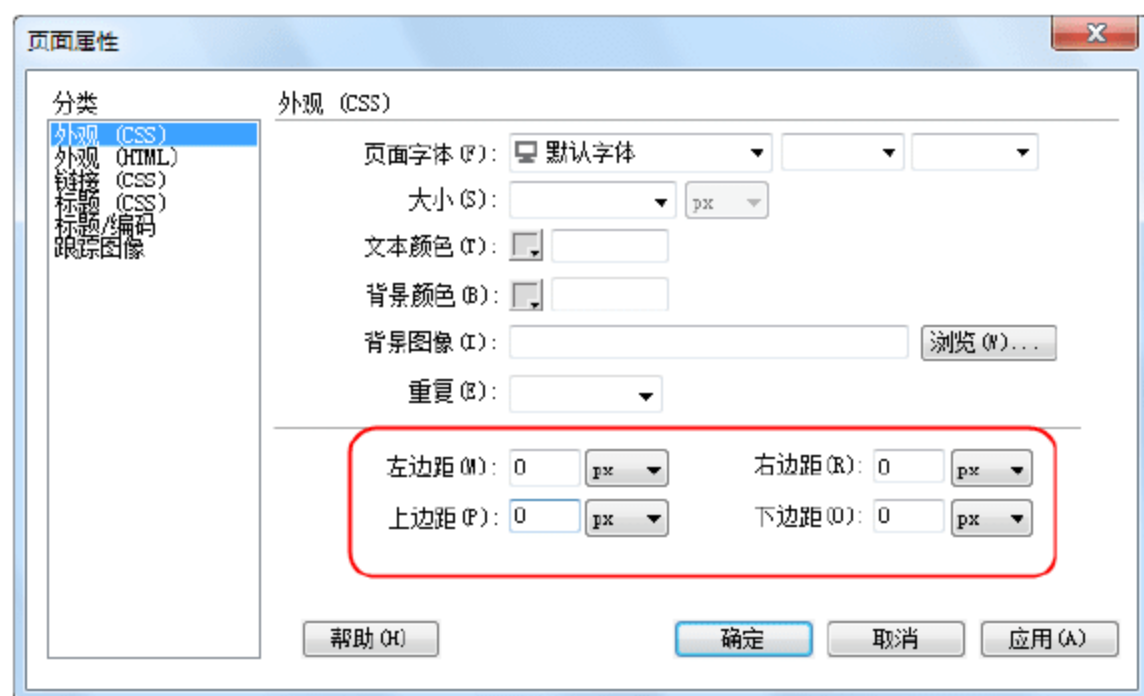 页面属性
分类
外观 (CSS)
外观 (HTML)
链接 (CSS)
标题 (CSS)
标题/编码
跟踪图像
外观 (CSS)
页面字体(F): 默认字体
大小(S): px
文本颜色(T):
背景颜色(B):
背景图像(I): 浏览(W)...
重复(E):
左边距(M): 0 px 右边距(R): 0 px
上边距(P): 0 px 下边距(O): 0 px
帮助(H) 确定 取消 应用(A)